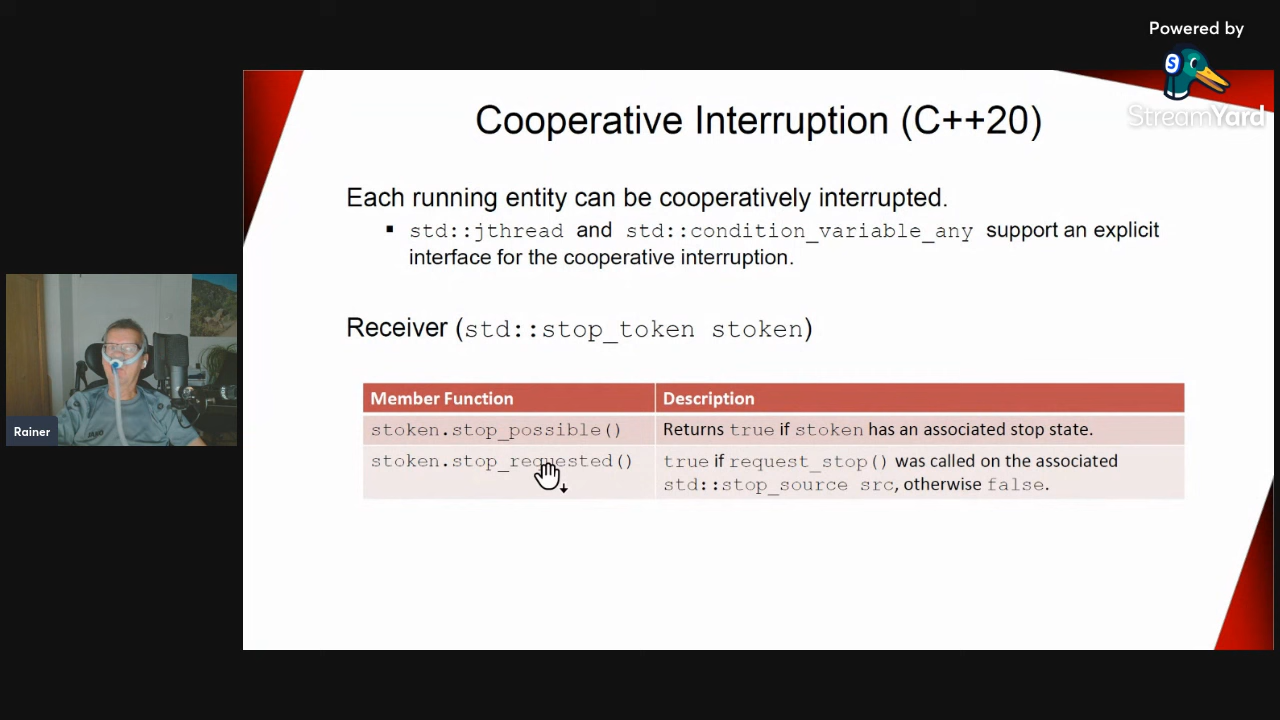 Powered by
StreamYard
Cooperative Interruption (C++20)
Each running entity can be cooperatively interrupted.
▪ std::jthread and std::condition_variable_any support an explicit
interface for the cooperative interruption.
Receiver (std::stop_token stoken)
Member Function Description
stoken.stop_possible() Returns true if stoken has an associated stop state.
stoken.stop_requested() true if request_stop() was called on the associated
std::stop_source src, otherwise false.
Rainer